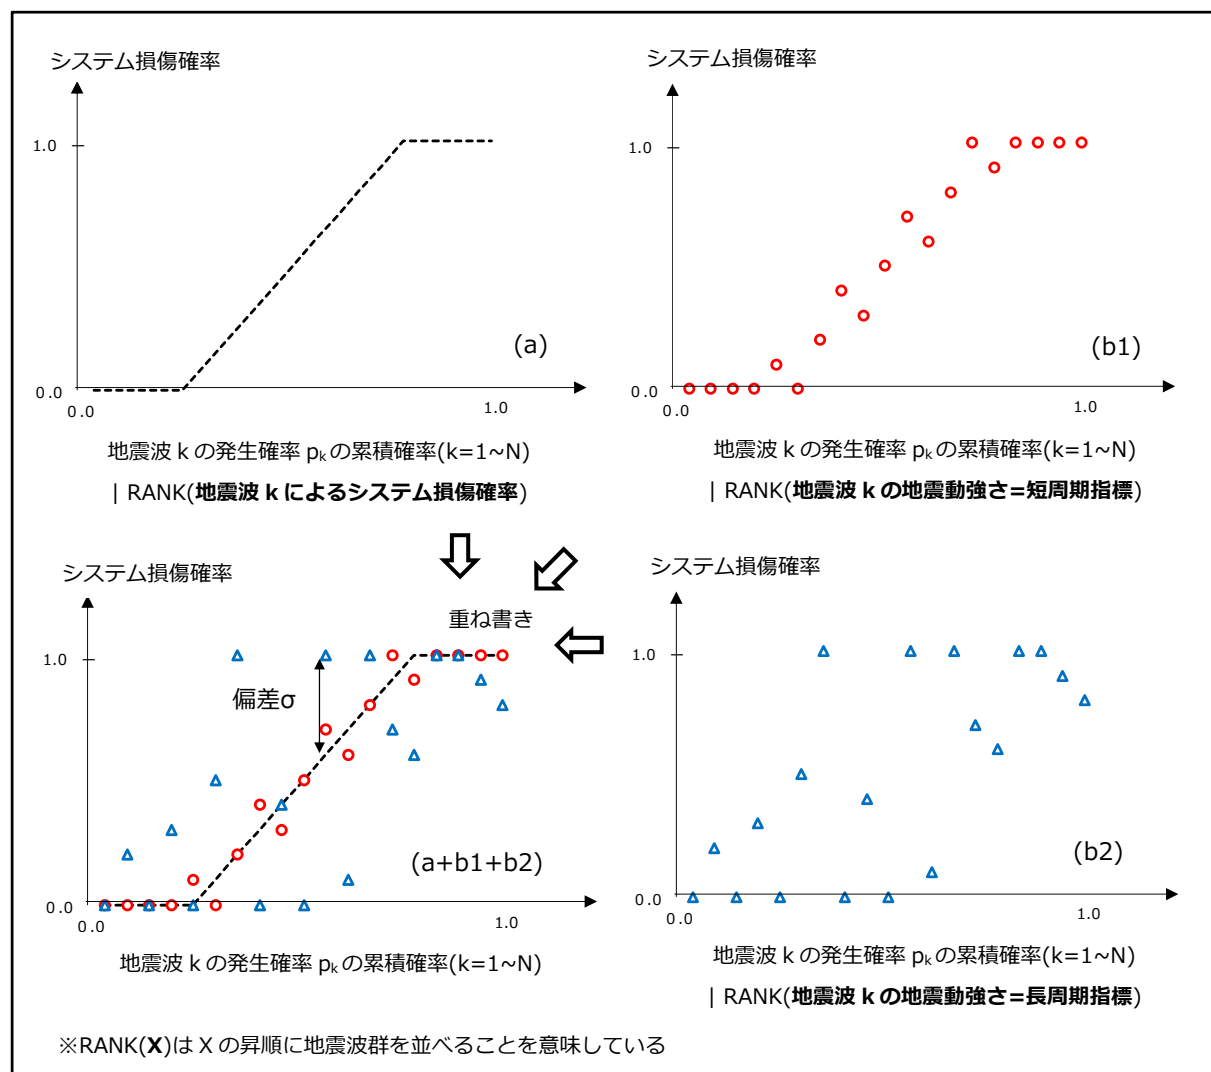 システム損傷確率
1.0
0.0
0.0
1.0
(a)
地震波 k の発生確率 pkの累積確率(k=1~N)
| RANK(地震波 k によるシステム損傷確率)
システム損傷確率
1.0
0.0
0.0
1.0
(b1)
地震波 k の発生確率 pkの累積確率(k=1~N)
| RANK(地震波 k の地震動強さ=短周期指標)
システム損傷確率
重ね書き
1.0
偏差σ
(a+b1+b2)
0.0
0.0
1.0
地震波 k の発生確率 pkの累積確率(k=1~N)
システム損傷確率
1.0
(b2)
0.0
0.0
1.0
地震波 k の発生確率 pkの累積確率(k=1~N)
| RANK(地震波 k の地震動強さ=長周期指標)
※RANK(X)は X の昇順に地震波群を並べることを意味している